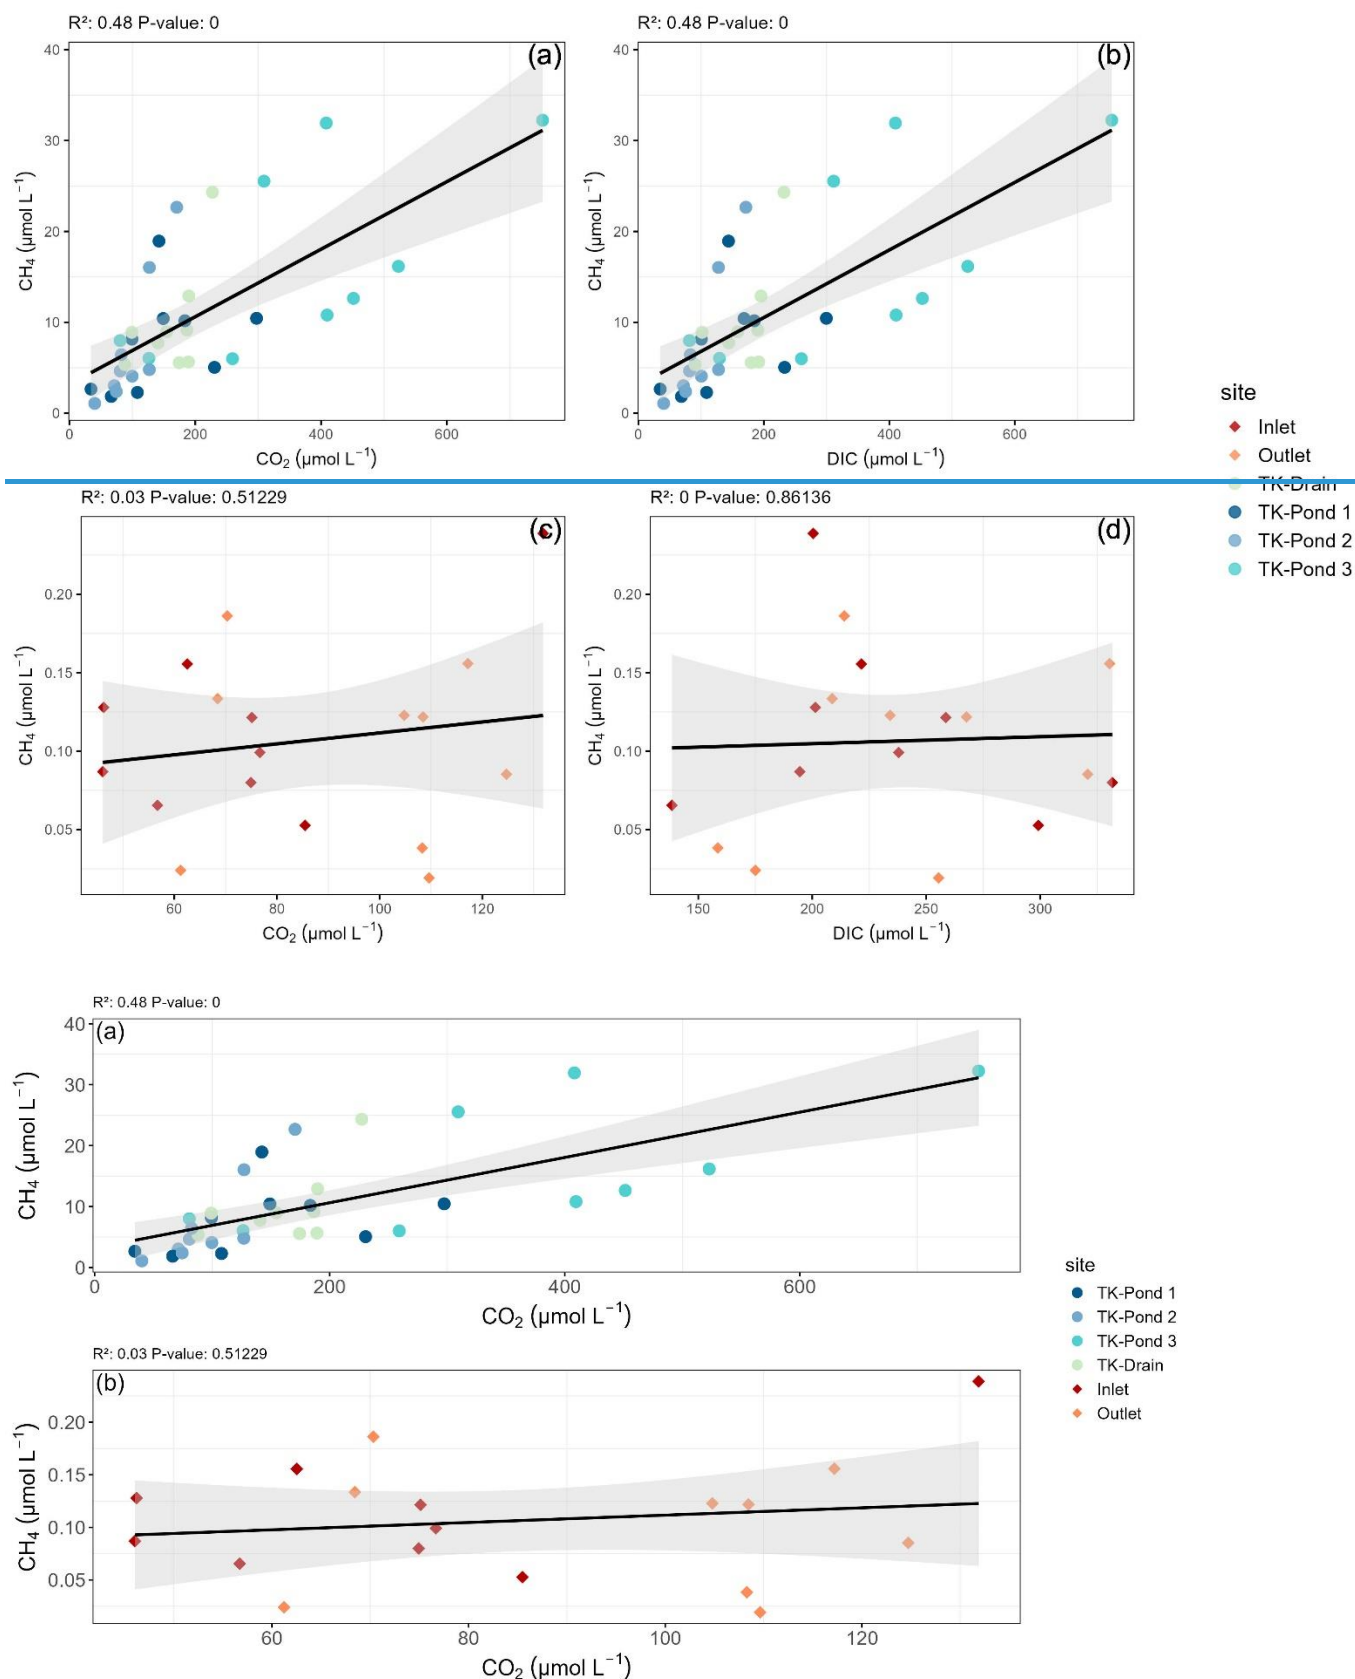 R²: 0.48 P-value: 0
R²: 0.48 P-value: 0
(a)
(b)
40
30
20
10
0
CH₄ (µmol L⁻¹)
0
200
400
600
CO₂ (µmol L⁻¹)
40
30
20
10
0
CH₄ (µmol L⁻¹)
0
200
400
600
DIC (µmol L⁻¹)
site
Inlet
Outlet
TK-Drain
TK-Pond 1
TK-Pond 2
TK-Pond 3
R²: 0.03 P-value: 0.51229
R²: 0 P-value: 0.86136
(c)
(d)
0.20
0.15
0.10
0.05
CH₄ (µmol L⁻¹)
60
80
100
120
CO₂ (µmol L⁻¹)
0.20
0.15
0.10
0.05
CH₄ (µmol L⁻¹)
150
200
250
300
DIC (µmol L⁻¹)
R²: 0.48 P-value: 0
(a)
40
30
20
10
0
CH₄ (µmol L⁻¹)
0
200
400
600
CO₂ (µmol L⁻¹)
site
TK-Pond 1
TK-Pond 2
TK-Pond 3
TK-Drain
Inlet
Outlet
R²: 0.03 P-value: 0.51229
(b)
0.20
0.15
0.10
0.05
CH₄ (µmol L⁻¹)
60
80
100
120
CO₂ (µmol L⁻¹)